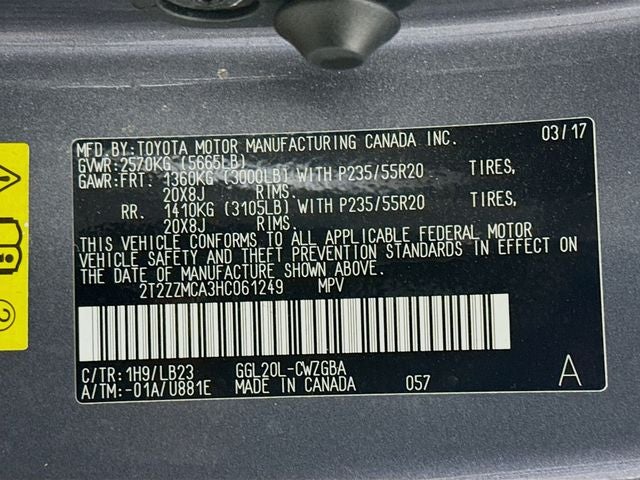 MFD.BY:TOYOTA MOTOR MANUFACTURING CANADA INC. 03/17
GVWR:2570KG (5665LB)
GAWR:FRT. 1360KG (3000LB) WITH P235/55R20 TIRES,
20X8J RIMS.
RR. 1410KG (3105LB) WITH P235/55R20 TIRES,
20X8J RIMS.
THIS VEHICLE CONFORMS TO ALL APPLICABLE FEDERAL MOTOR
VEHICLE SAFETY AND THEFT PREVENTION STANDARDS IN EFFECT ON
THE DATE OF MANUFACTURE SHOWN ABOVE.
2T2ZZMCA3HC061249 MPV
C/TR:1H9/LB23 GGL20L-CWZGBA
A/TM:-01A/U881E MADE IN CANADA 057 A
2